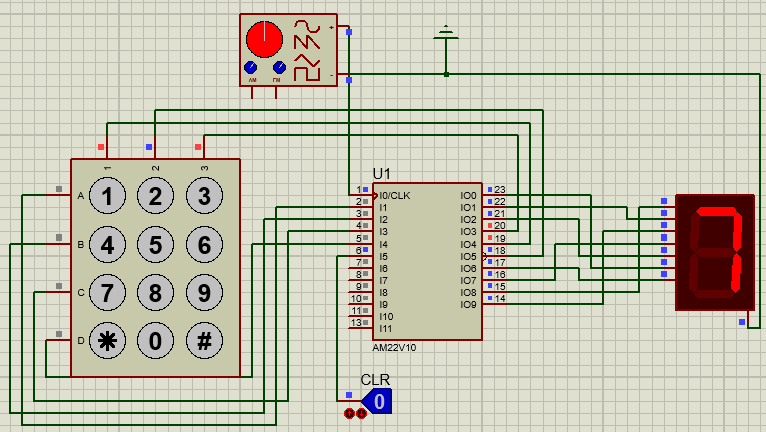 +
-
AM FM
1 2 3
A 1 2 3
B 4 5 6
C 7 8 9
D * 0 #
U1
1 I0/CLK IO0 23
2 I1 IO1 22
3 I2 IO2 21
4 I3 IO3 20
5 I4 IO4 19
6 I5 IO5 18
7 I6 IO6 17
8 I7 IO7 16
9 I8 IO8 15
10 I9 IO9 14
11 I10
13 I11
AM22V10
CLR
0
7